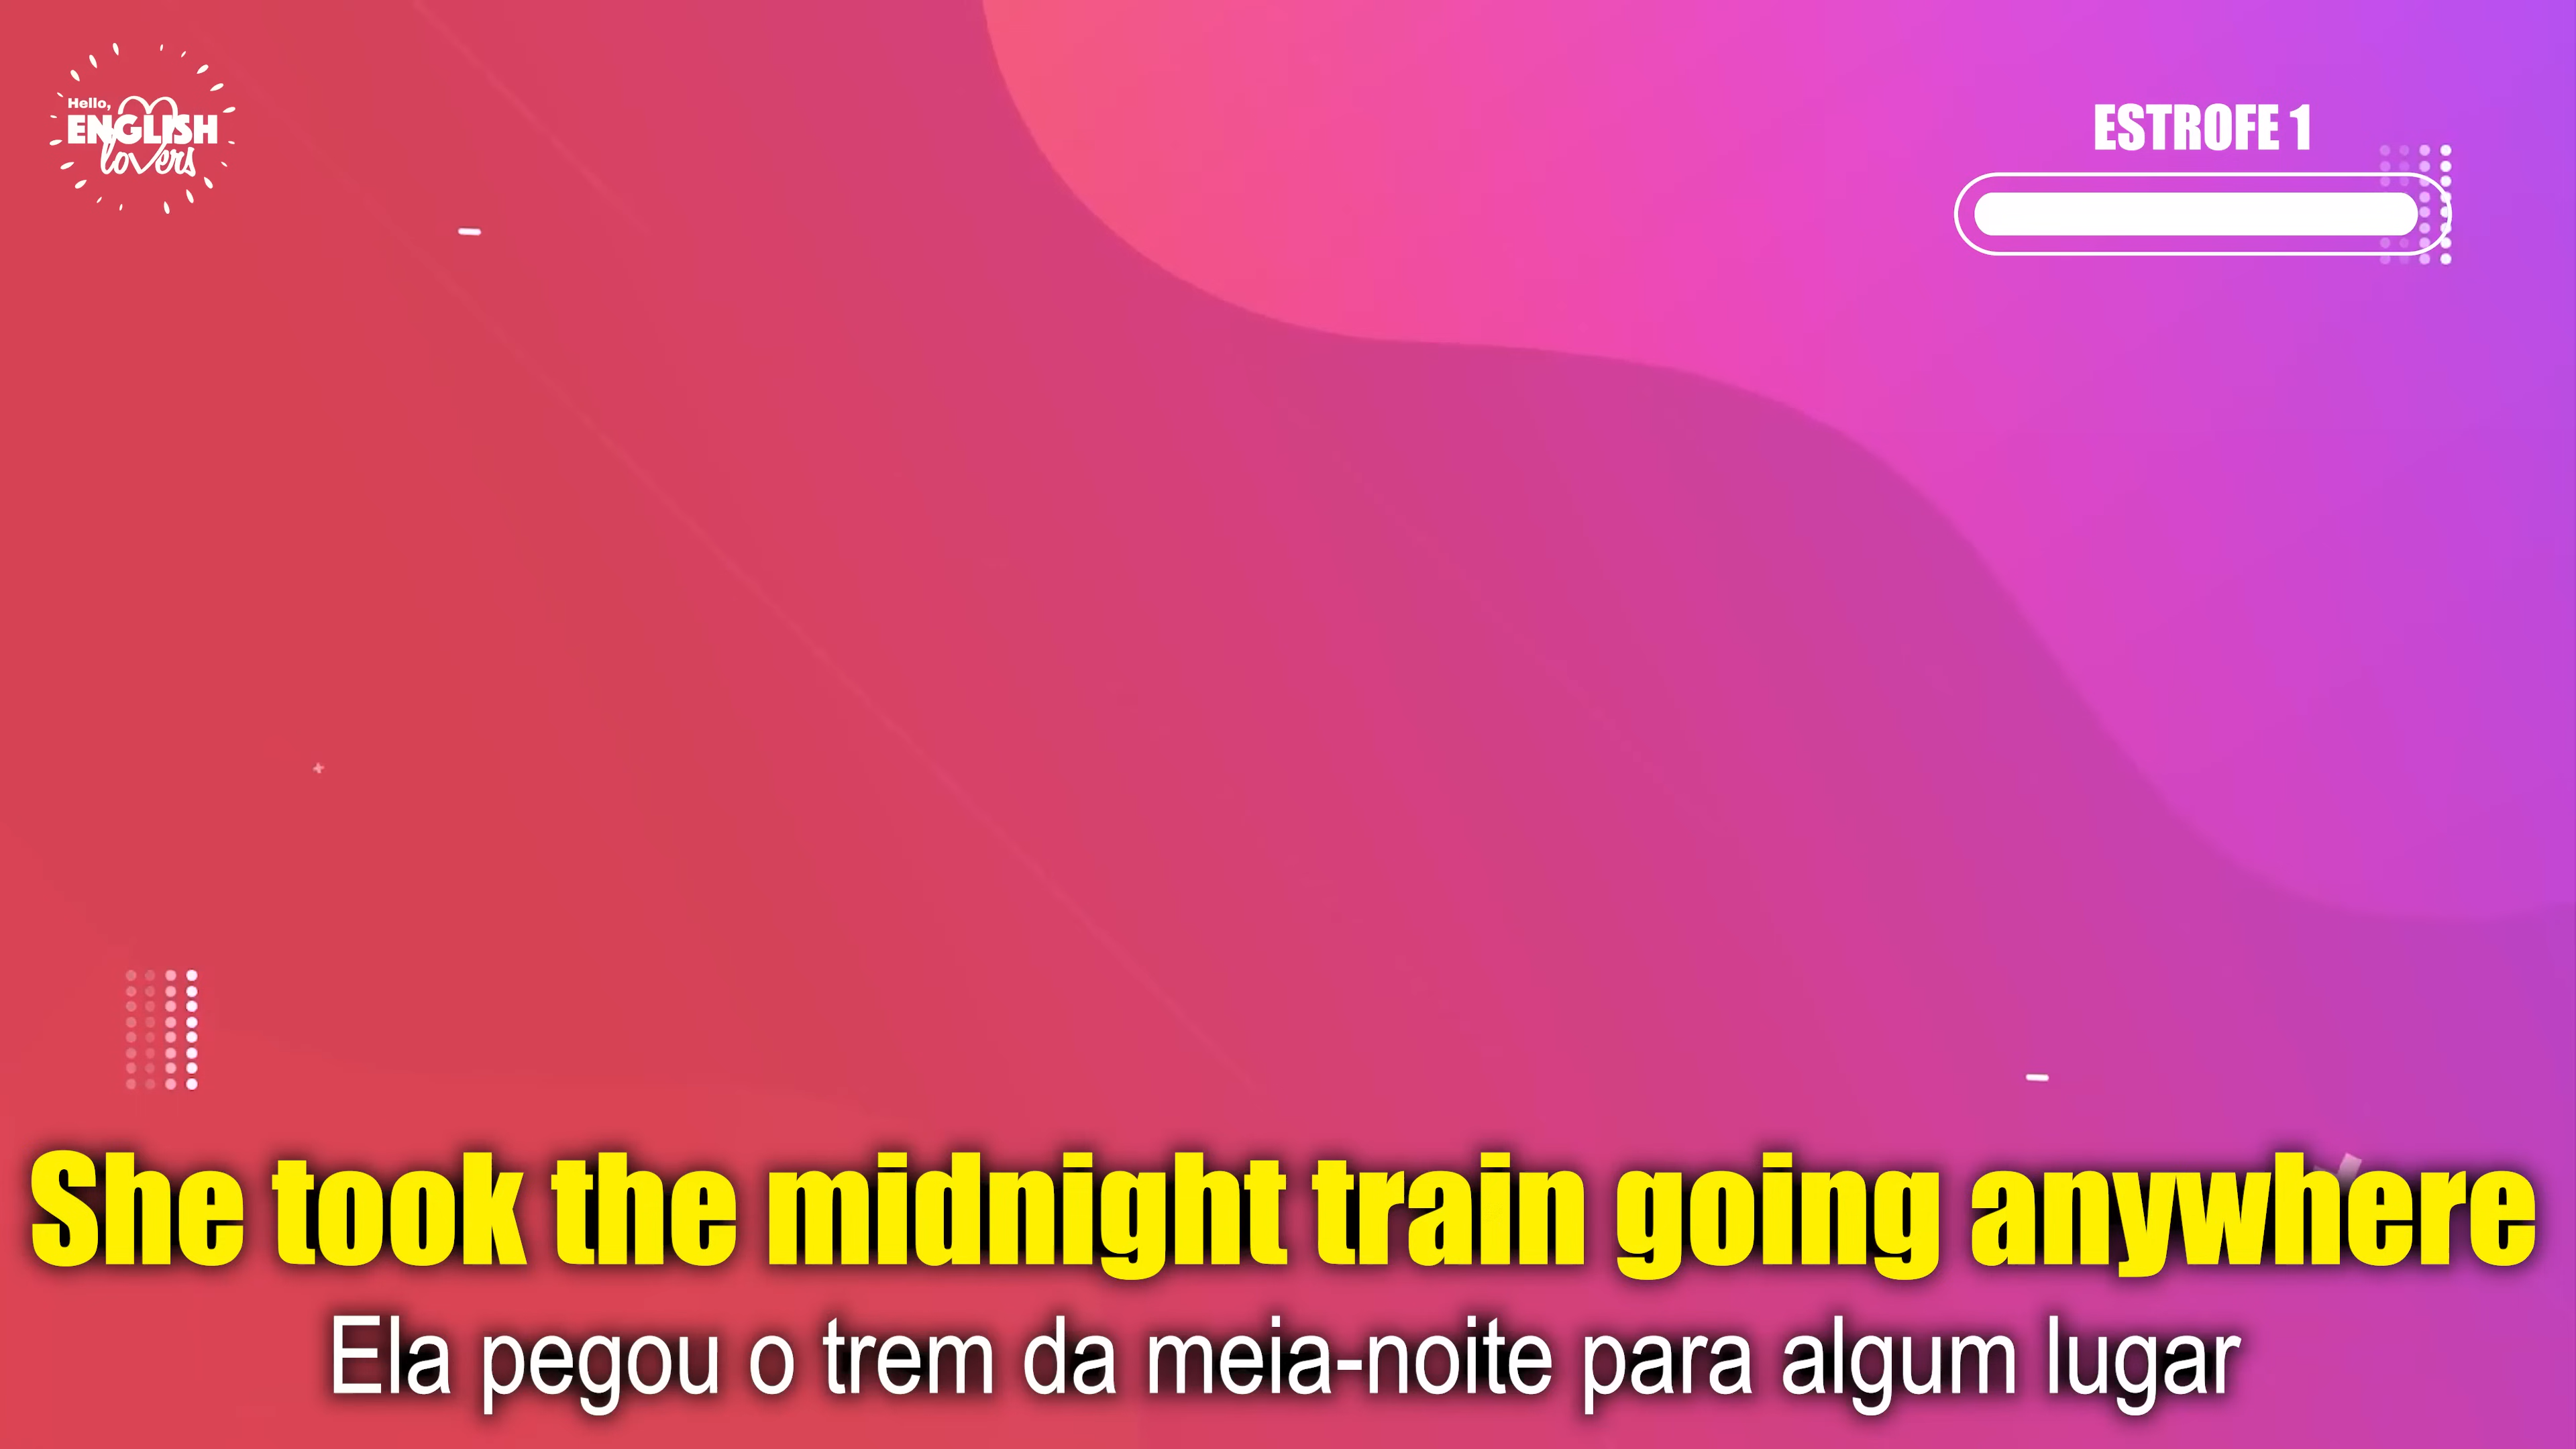 Hello,
ENGLISH
lovers
ESTROFE 1
She took the midnight train going anywhere
Ela pegou o trem da meia-noite para algum lugar